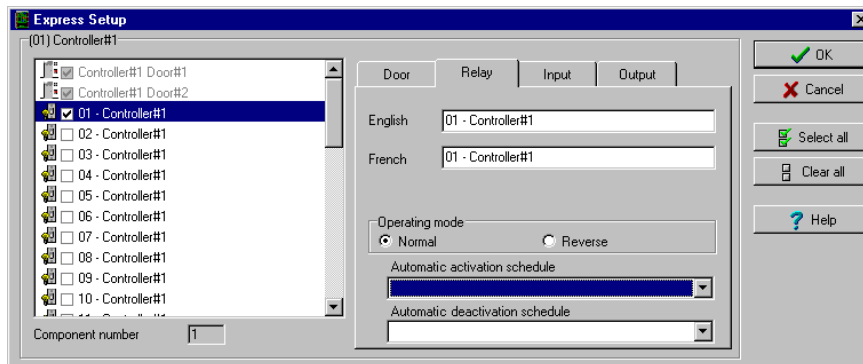 Express Setup
(01) Controller#1
Controller#1 Door#1
Controller#1 Door#2
01 - Controller#1
02 - Controller#1
03 - Controller#1
04 - Controller#1
05 - Controller#1
06 - Controller#1
07 - Controller#1
08 - Controller#1
09 - Controller#1
10 - Controller#1
Component number 1
Door Relay Input Output
English 01 - Controller#1
French 01 - Controller#1
Operating mode
Normal Reverse
Automatic activation schedule
Automatic deactivation schedule
OK
Cancel
Select all
Clear all
Help